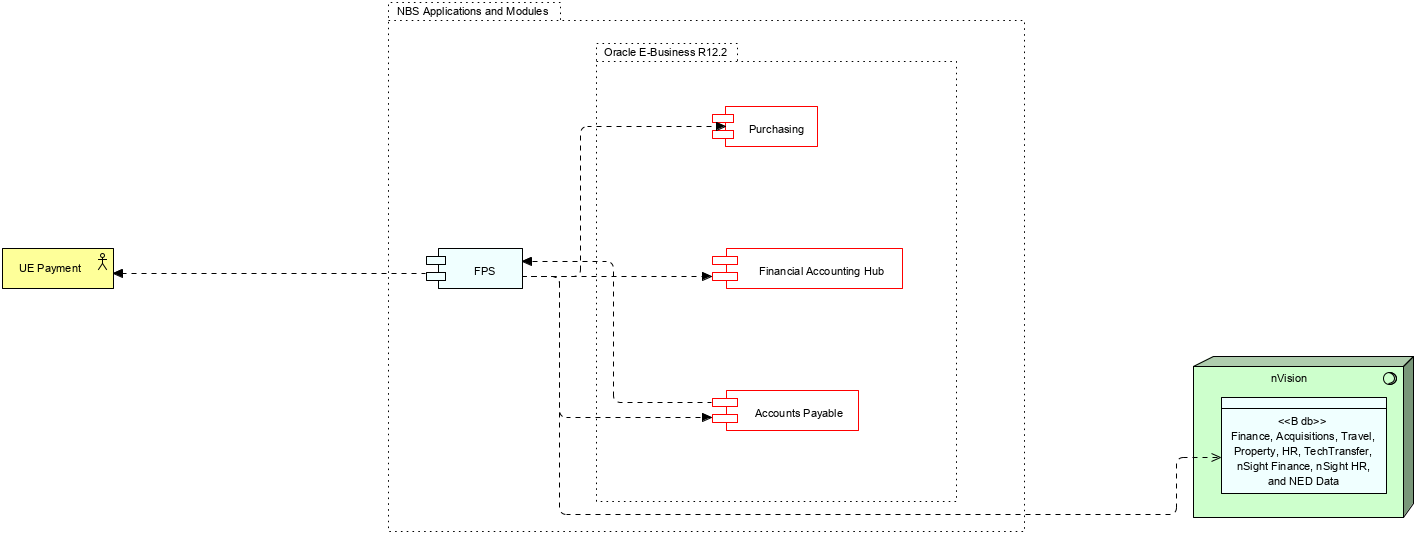 NBS Applications and Modules
Oracle E-Business R12.2
Purchasing
UE Payment
FPS
Financial Accounting Hub
Accounts Payable
nVision
<<B db>>
Finance, Acquisitions, Travel,
Property, HR, TechTransfer,
nSight Finance, nSight HR,
and NED Data